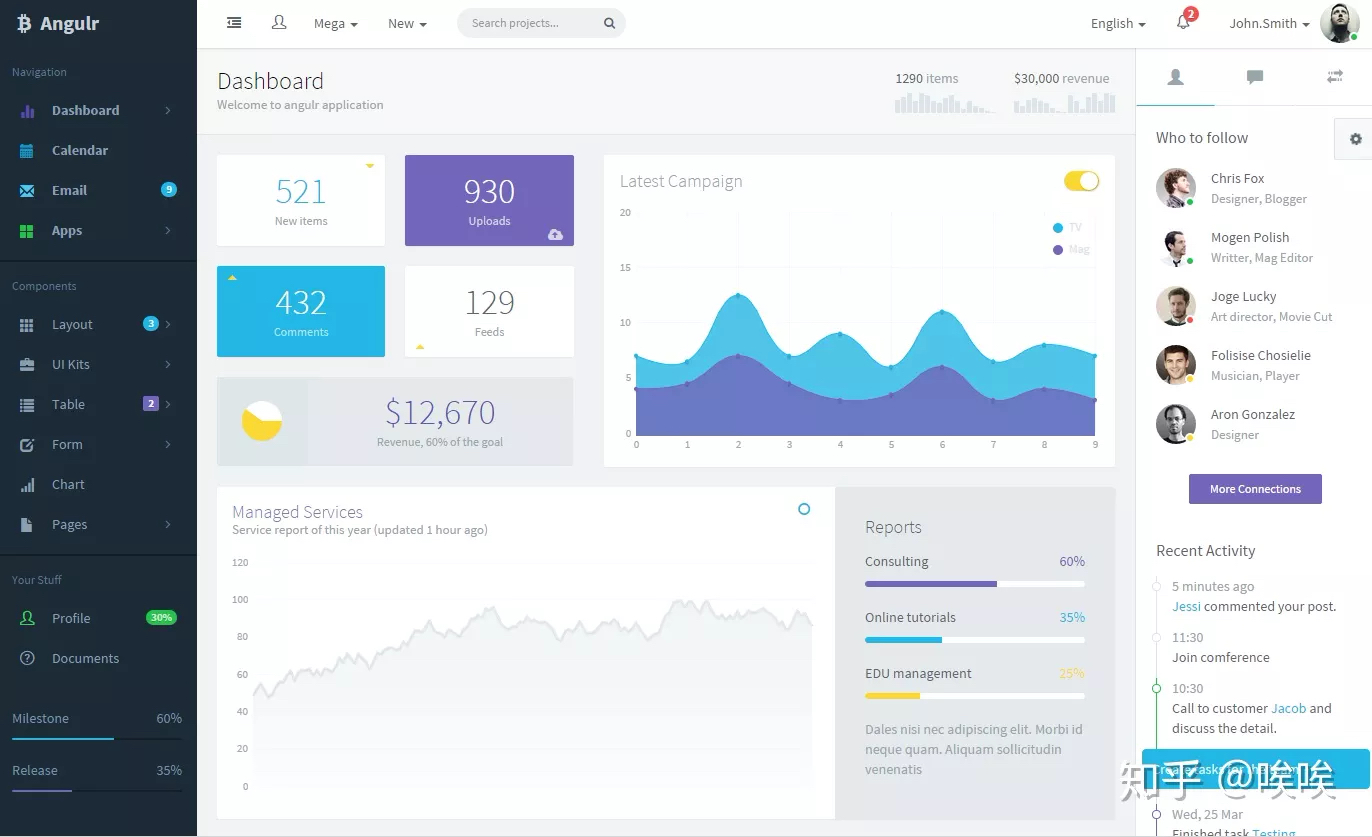 Angulr
Mega
New
Search projects...
English
2
John.Smith
Navigation
Dashboard
Calendar
Email
9
Apps
Components
Layout
3
UI Kits
Table
2
Form
Chart
Pages
Your Stuff
Profile
30%
Documents
Milestone
60%
Release
35%
Dashboard
Welcome to angulr application
1290 items
$30,000 revenue
521
New items
930
Uploads
432
Comments
129
Feeds
$12,670
Revenue, 60% of the goal
Latest Campaign
TV
Mag
20
15
10
5
0
0 1 2 3 4 5 6 7 8 9
Managed Services
Service report of this year (updated 1 hour ago)
120
100
80
60
40
20
0
Reports
Consulting
60%
Online tutorials
35%
EDU management
25%
Dales nisi nec adipiscing elit. Morbi id
neque quam. Aliquam sollicitudin
venenatis
Who to follow
Chris Fox
Designer, Blogger
Mogen Polish
Writter, Mag Editor
Joge Lucky
Art director, Movie Cut
Folisise Chosielie
Musician, Player
Aron Gonzalez
Designer
More Connections
Recent Activity
5 minutes ago
Jessi commented your post.
11:30
Join comference
10:30
Call to customer Jacob and
discuss the detail.
Create tasks for the
知乎 @唉唉
Wed, 25 Mar
Finished task Testing